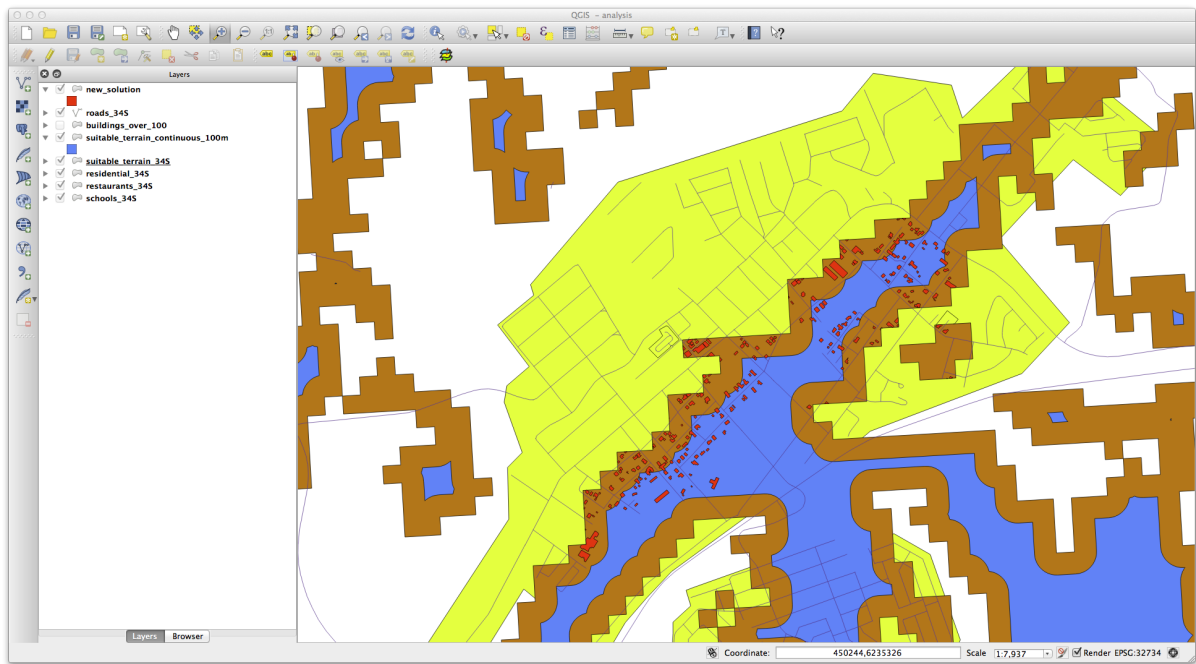 QGIS - analysis
Layers
new_solution
roads_34S
buildings_over_100
suitable_terrain_continuous_100m
suitable_terrain_34S
residential_34S
restaurants_34S
schools_34S
Layers Browser
Coordinate: 450244,6235326 Scale 1:7,937 Render EPSG:32734